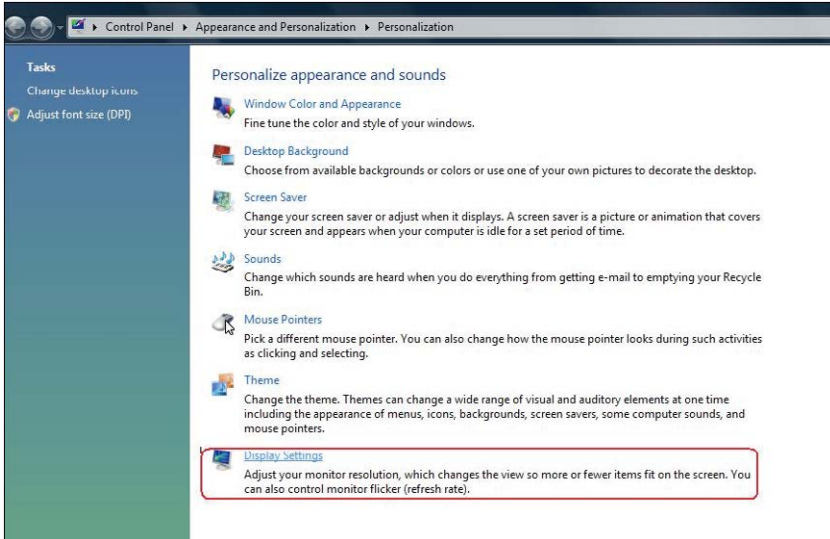 Control Panel ▸ Appearance and Personalization ▸ Personalization
Tasks
Change desktop icons
Adjust font size (DPI)
Personalize appearance and sounds
Window Color and Appearance
Fine tune the color and style of your windows.
Desktop Background
Choose from available backgrounds or colors or use one of your own pictures to decorate the desktop.
Screen Saver
Change your screen saver or adjust when it displays. A screen saver is a picture or animation that covers
your screen and appears when your computer is idle for a set period of time.
Sounds
Change which sounds are heard when you do everything from getting e-mail to emptying your Recycle
Bin.
Mouse Pointers
Pick a different mouse pointer. You can also change how the mouse pointer looks during such activities
as clicking and selecting.
Theme
Change the theme. Themes can change a wide range of visual and auditory elements at one time
including the appearance of menus, icons, backgrounds, screen savers, some computer sounds, and
mouse pointers.
Display Settings
Adjust your monitor resolution, which changes the view so more or fewer items fit on the screen. You
can also control monitor flicker (refresh rate).